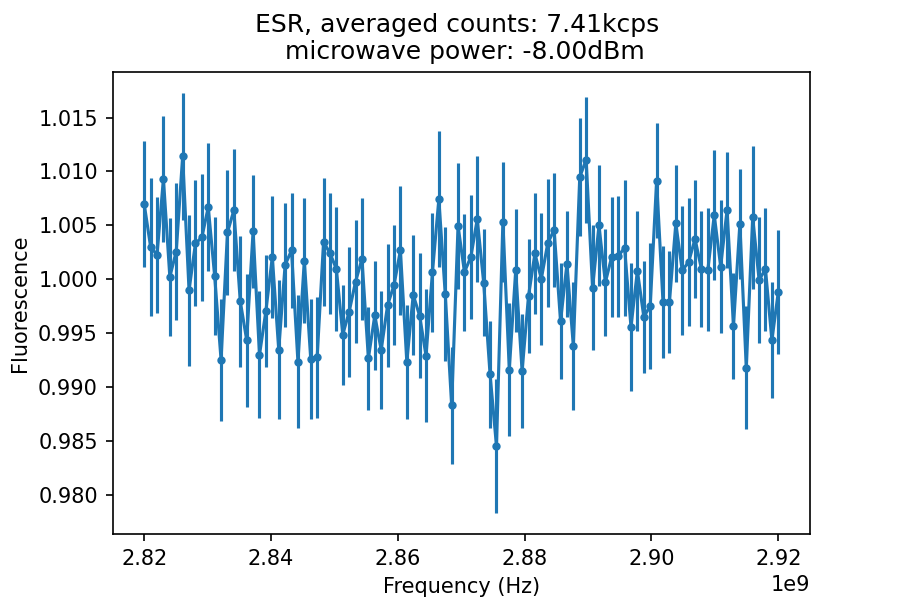 ESR, averaged counts: 7.41kcps
microwave power: -8.00dBm
1.015
1.010
1.005
1.000
0.995
0.990
0.985
0.980
Fluorescence
2.82 2.84 2.86 2.88 2.90 2.92
Frequency (Hz)
1e9